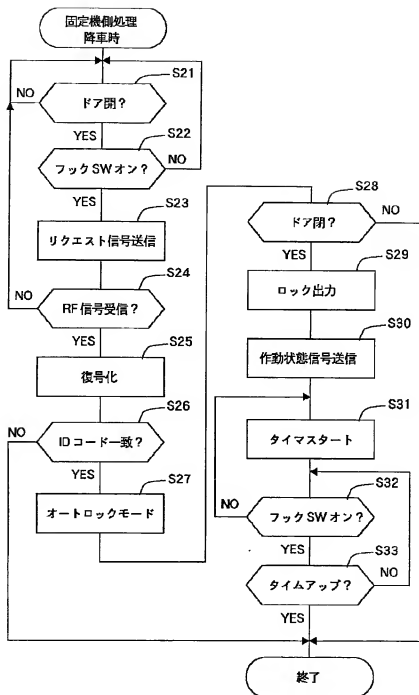 固定機側処理
降車時
S21
ドア開?
NO
YES
S22
フックSWオン?
NO
YES
S23
リクエスト信号送信
S24
RF信号受信?
NO
YES
S25
復号化
S26
IDコード一致?
NO
YES
S27
オートロックモード
S28
ドア閉?
NO
YES
S29
ロック出力
S30
作動状態信号送信
S31
タイマスタート
S32
フックSWオン?
NO
YES
S33
タイムアップ?
NO
YES
終了